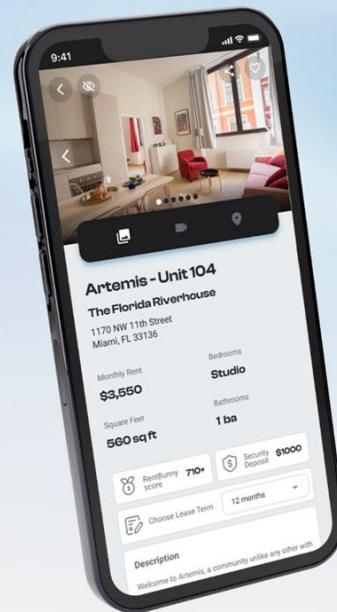 9:41
Artemis - Unit 104
The Florida Riverhouse
1170 NW 11th Street
Miami, FL 33136
Monthly Rent
$3,550
Bedrooms
Studio
Square Feet
560 sq ft
Bathrooms
1 ba
RentBunny score 710+
Security Deposit $1000
Choose Lease Term 12 months
Description
Welcome to Artemis, a community unlike any other with